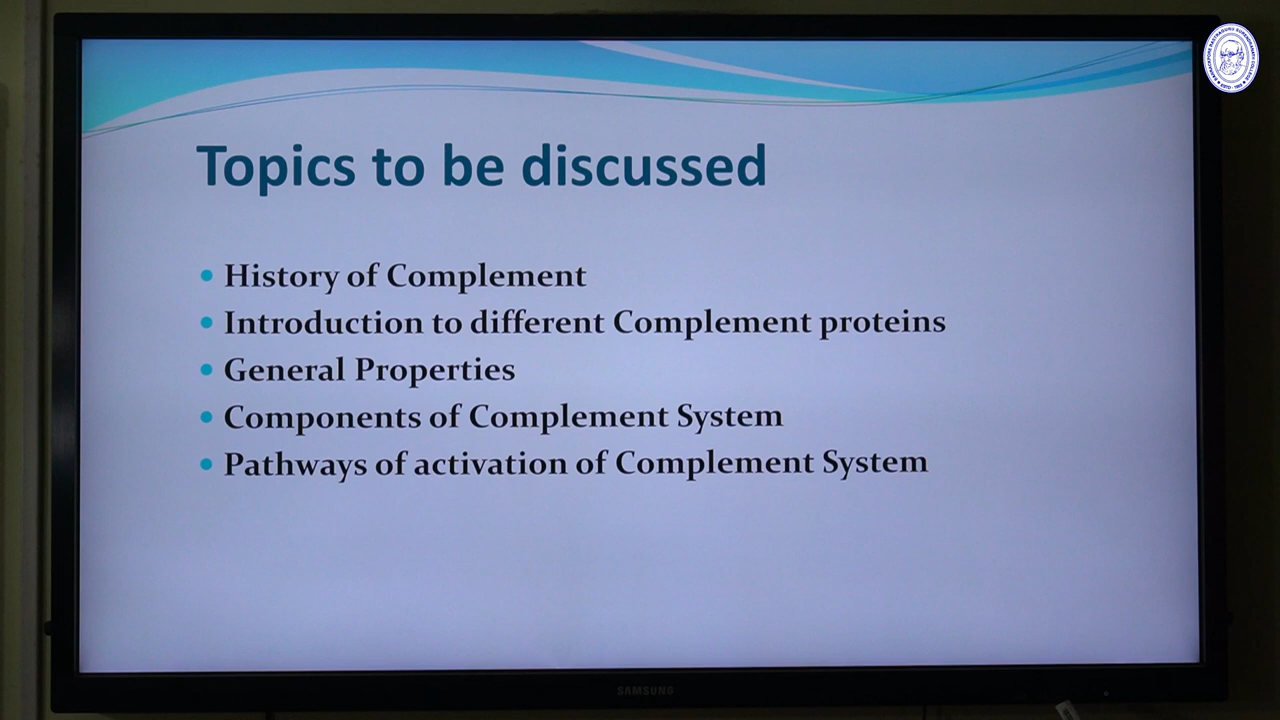 Topics to be discussed
• History of Complement
• Introduction to different Complement proteins
• General Properties
• Components of Complement System
• Pathways of activation of Complement System
SAMSUNG